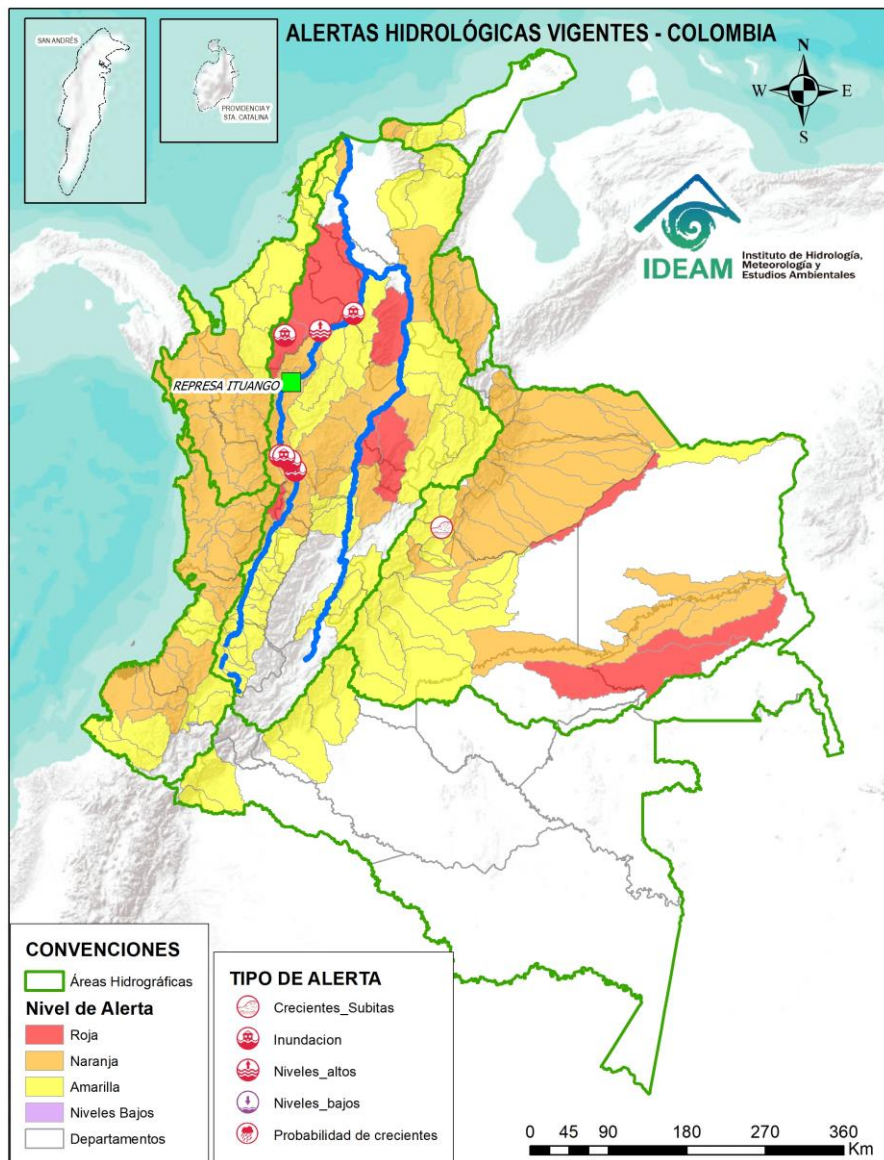 ALERTAS HIDROLÓGICAS VIGENTES - COLOMBIA
SAN ANDRÉS
PROVIDENCIA Y
STA. CATALINA
N
W
E
S
IDEAM
Instituto de Hidrología,
Meteorología y
Estudios Ambientales
REPRESA ITUANGO
CONVENCIONES
Áreas Hidrográficas
Nivel de Alerta
Roja
Naranja
Amarilla
Niveles Bajos
Departamentos
TIPO DE ALERTA
Crecientes_Subitas
Inundacion
Niveles_altos
Niveles_bajos
Probabilidad de crecientes
0 45 90 180 270 360
Km